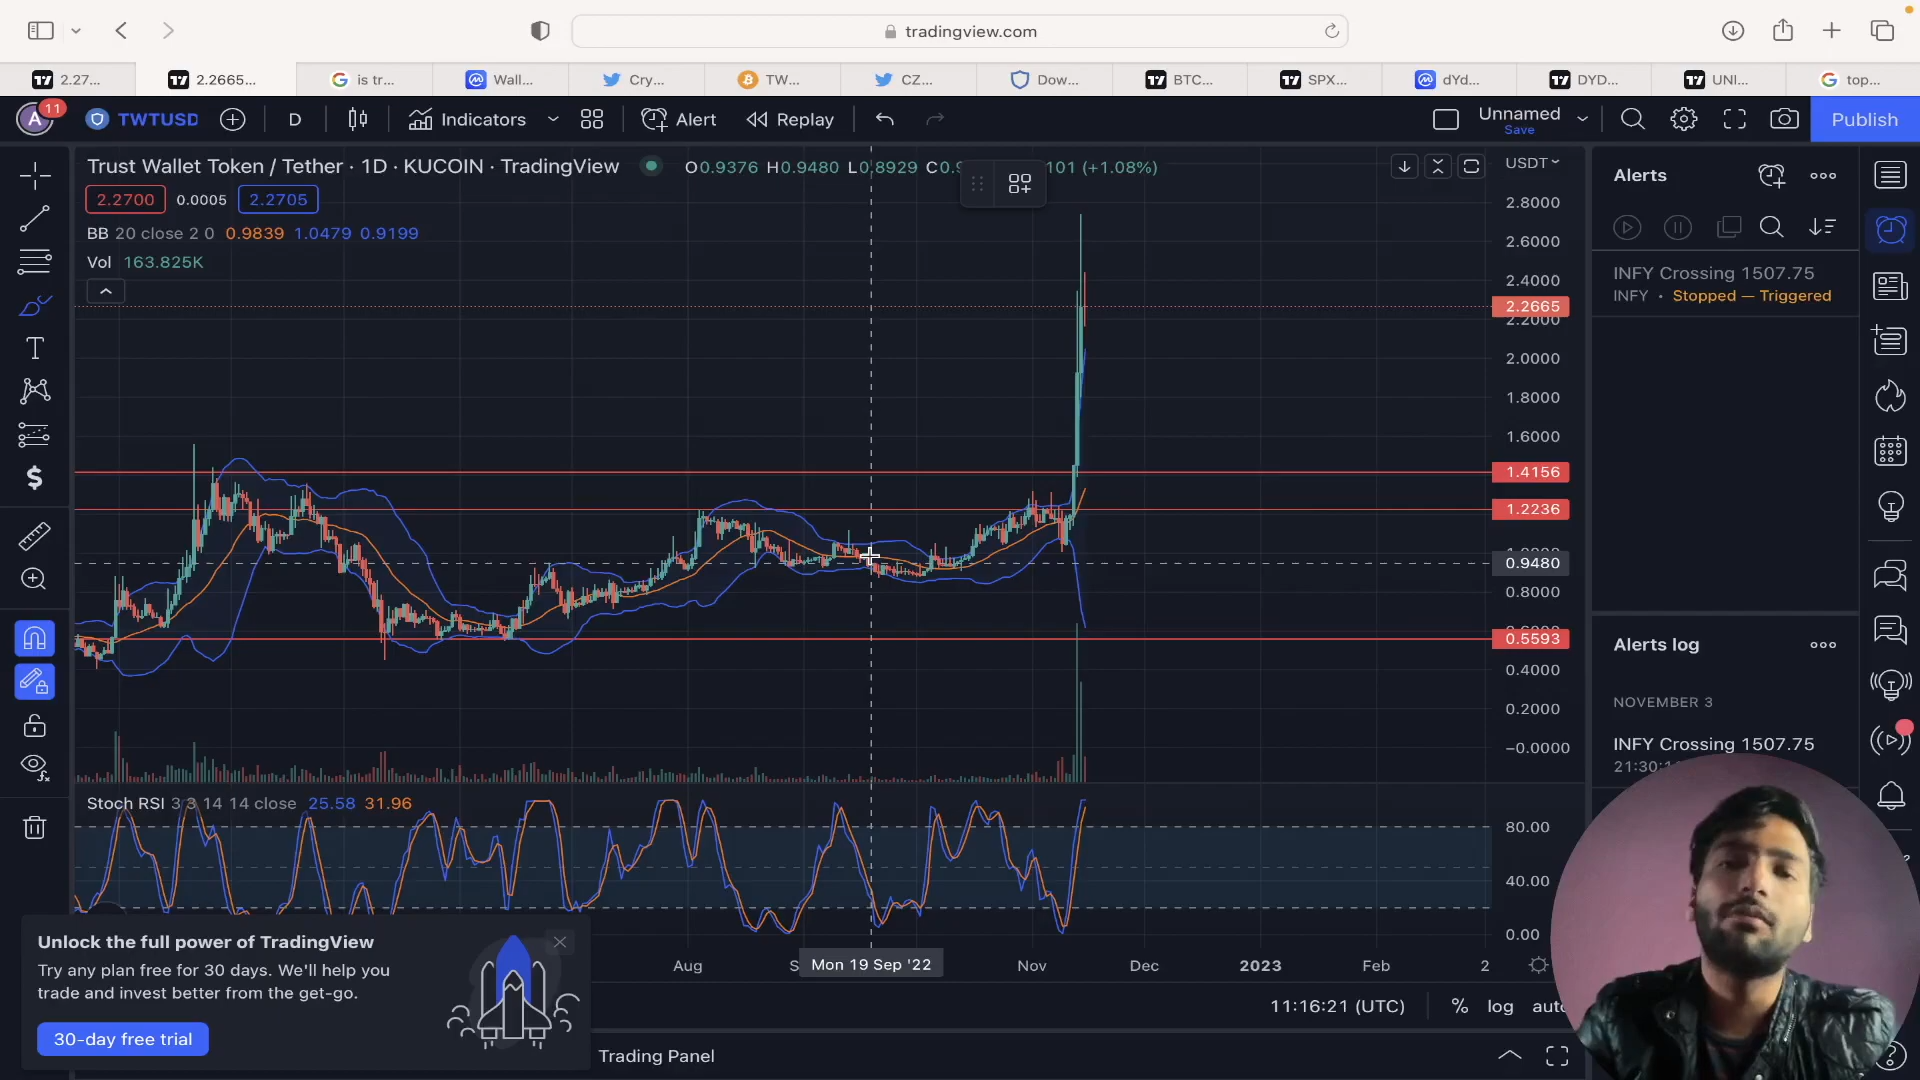 tradingview.com
2.27...
2.2665...
is tr...
Wall...
Cry...
TW...
CZ...
Dow...
BTC...
SPX...
dYd...
DYD...
UNI...
top...
A
11
TWTUSD
D
Indicators
Alert
Replay
Unnamed
Save
Publish
Trust Wallet Token / Tether · 1D · KUCOIN · TradingView
O0.9376 H0.9480 L0.8929 C0.9 101 (+1.08%)
USDT
2.2700
0.0005
2.2705
BB 20 close 2 0 0.9839 1.0479 0.9199
Vol 163.825K
2.8000
2.6000
2.4000
2.2665
2.2000
2.0000
1.8000
1.6000
1.4156
1.2236
0.9480
0.8000
0.5593
0.4000
0.2000
−0.0000
Stoch RSI 3 3 14 14 close 25.58 31.96
80.00
40.00
0.00
Aug
S
Mon 19 Sep '22
Nov
Dec
2023
Feb
2
11:16:21 (UTC)
%
log
auto
Trading Panel
Unlock the full power of TradingView
Try any plan free for 30 days. We'll help you
trade and invest better from the get-go.
30-day free trial
Alerts
INFY Crossing 1507.75
INFY • Stopped — Triggered
Alerts log
NOVEMBER 3
INFY Crossing 1507.75
21:30:1